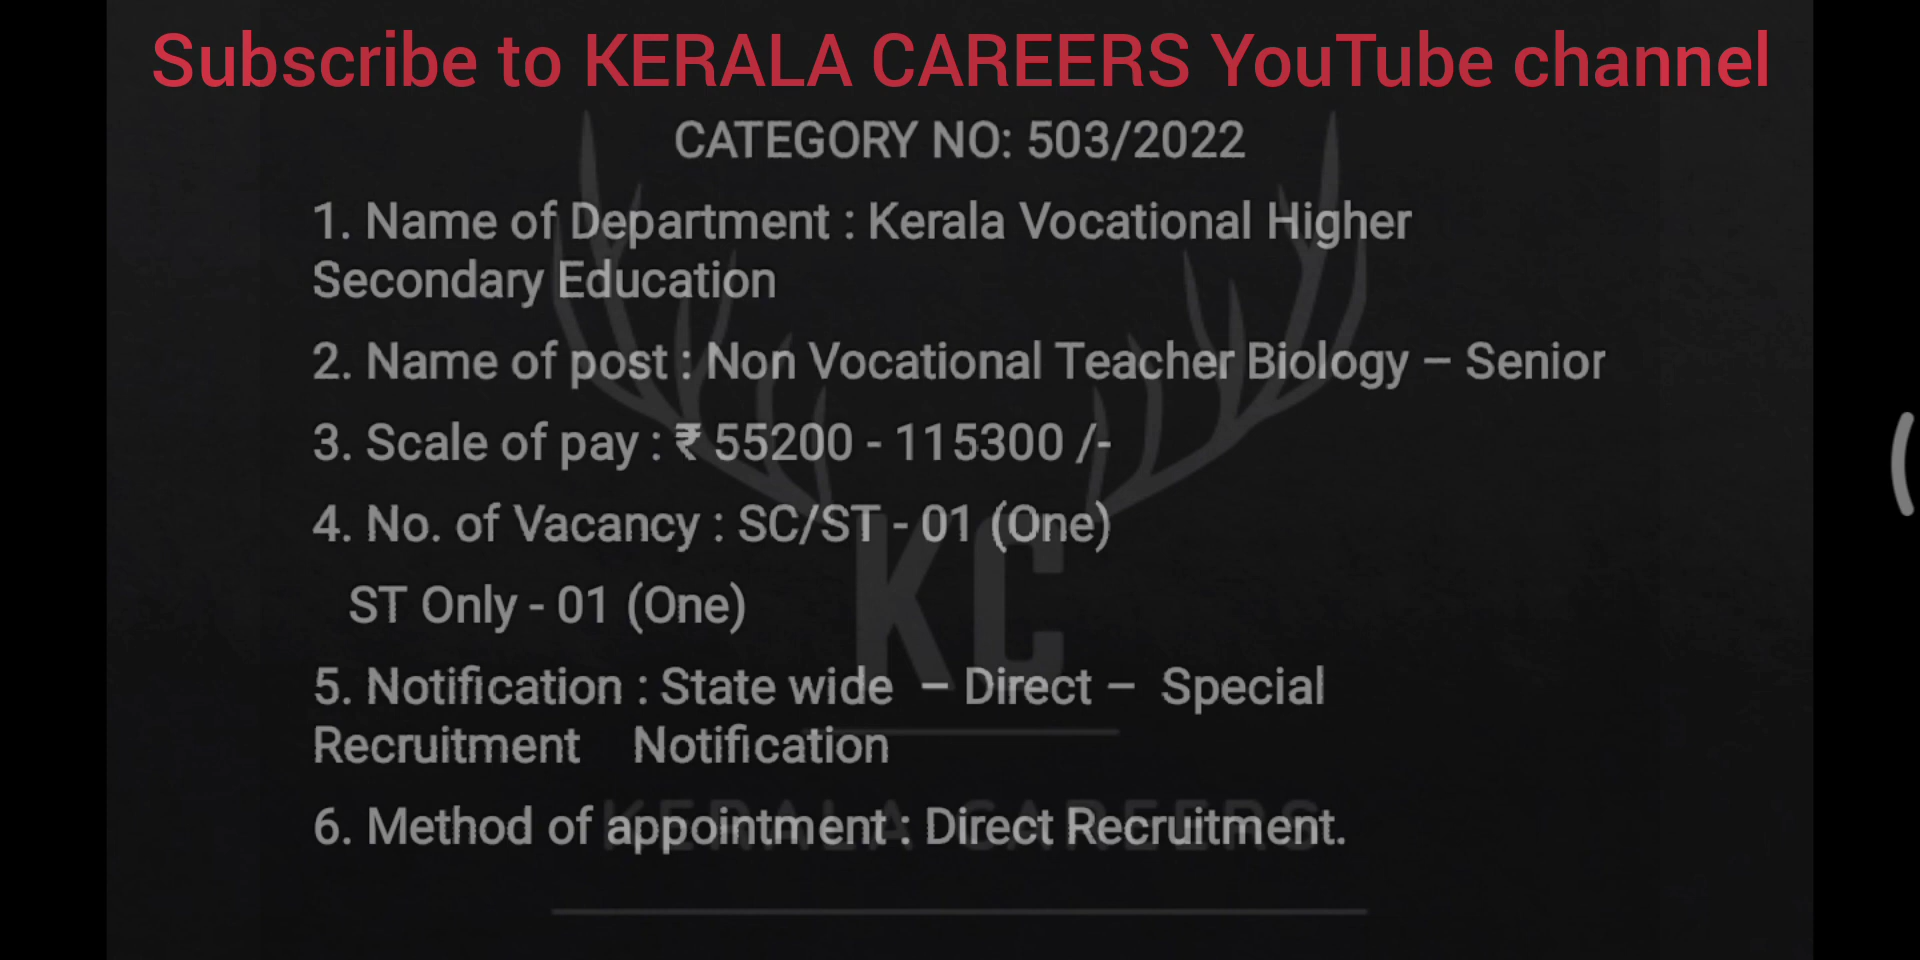 Subscribe to KERALA CAREERS YouTube channel
CATEGORY NO: 503/2022
1. Name of Department : Kerala Vocational Higher
Secondary Education
2. Name of post : Non Vocational Teacher Biology – Senior
3. Scale of pay : ₹ 55200 - 115300 /-
4. No. of Vacancy : SC/ST - 01 (One)
ST Only - 01 (One)
KC
5. Notification : State wide – Direct – Special
Recruitment Notification
6. Method of appointment : Direct Recruitment.
KERALA CAREERS